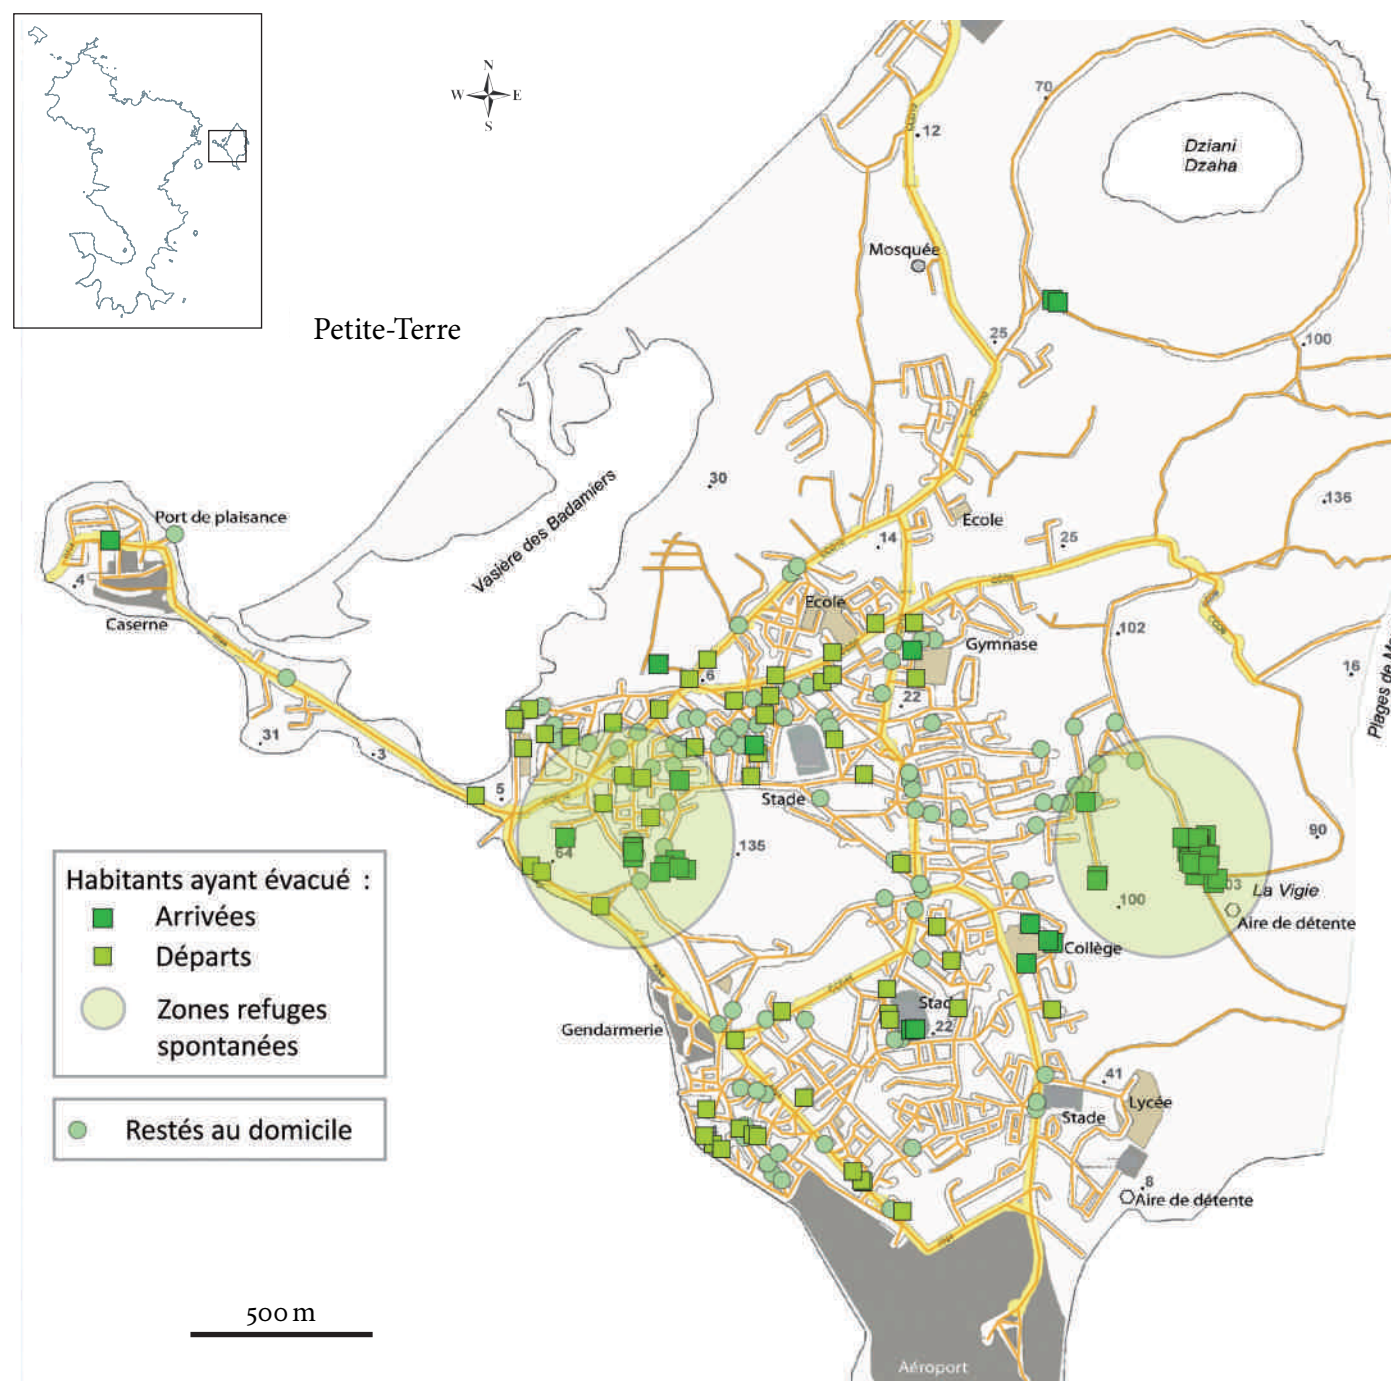 N
W E
S
70
12
Dziani
Dzaha
Mosquée
Petite-Terre
25
100
30
136
Port de plaisance
Vasière des Badamiers
Ecole
14
25
4
Caserne
Ecole
102
Gymnase
16
6
22
Plages de M
31
3
5
Stade
90
64
135
La Vigie
100
Aire de détente
Collège
Habitants ayant évacué :
Arrivées
Départs
Zones refuges
spontanées
Stad
22
Gendarmerie
41
Lycée
Stade
Restés au domicile
8
Aire de détente
500 m
Aéroport